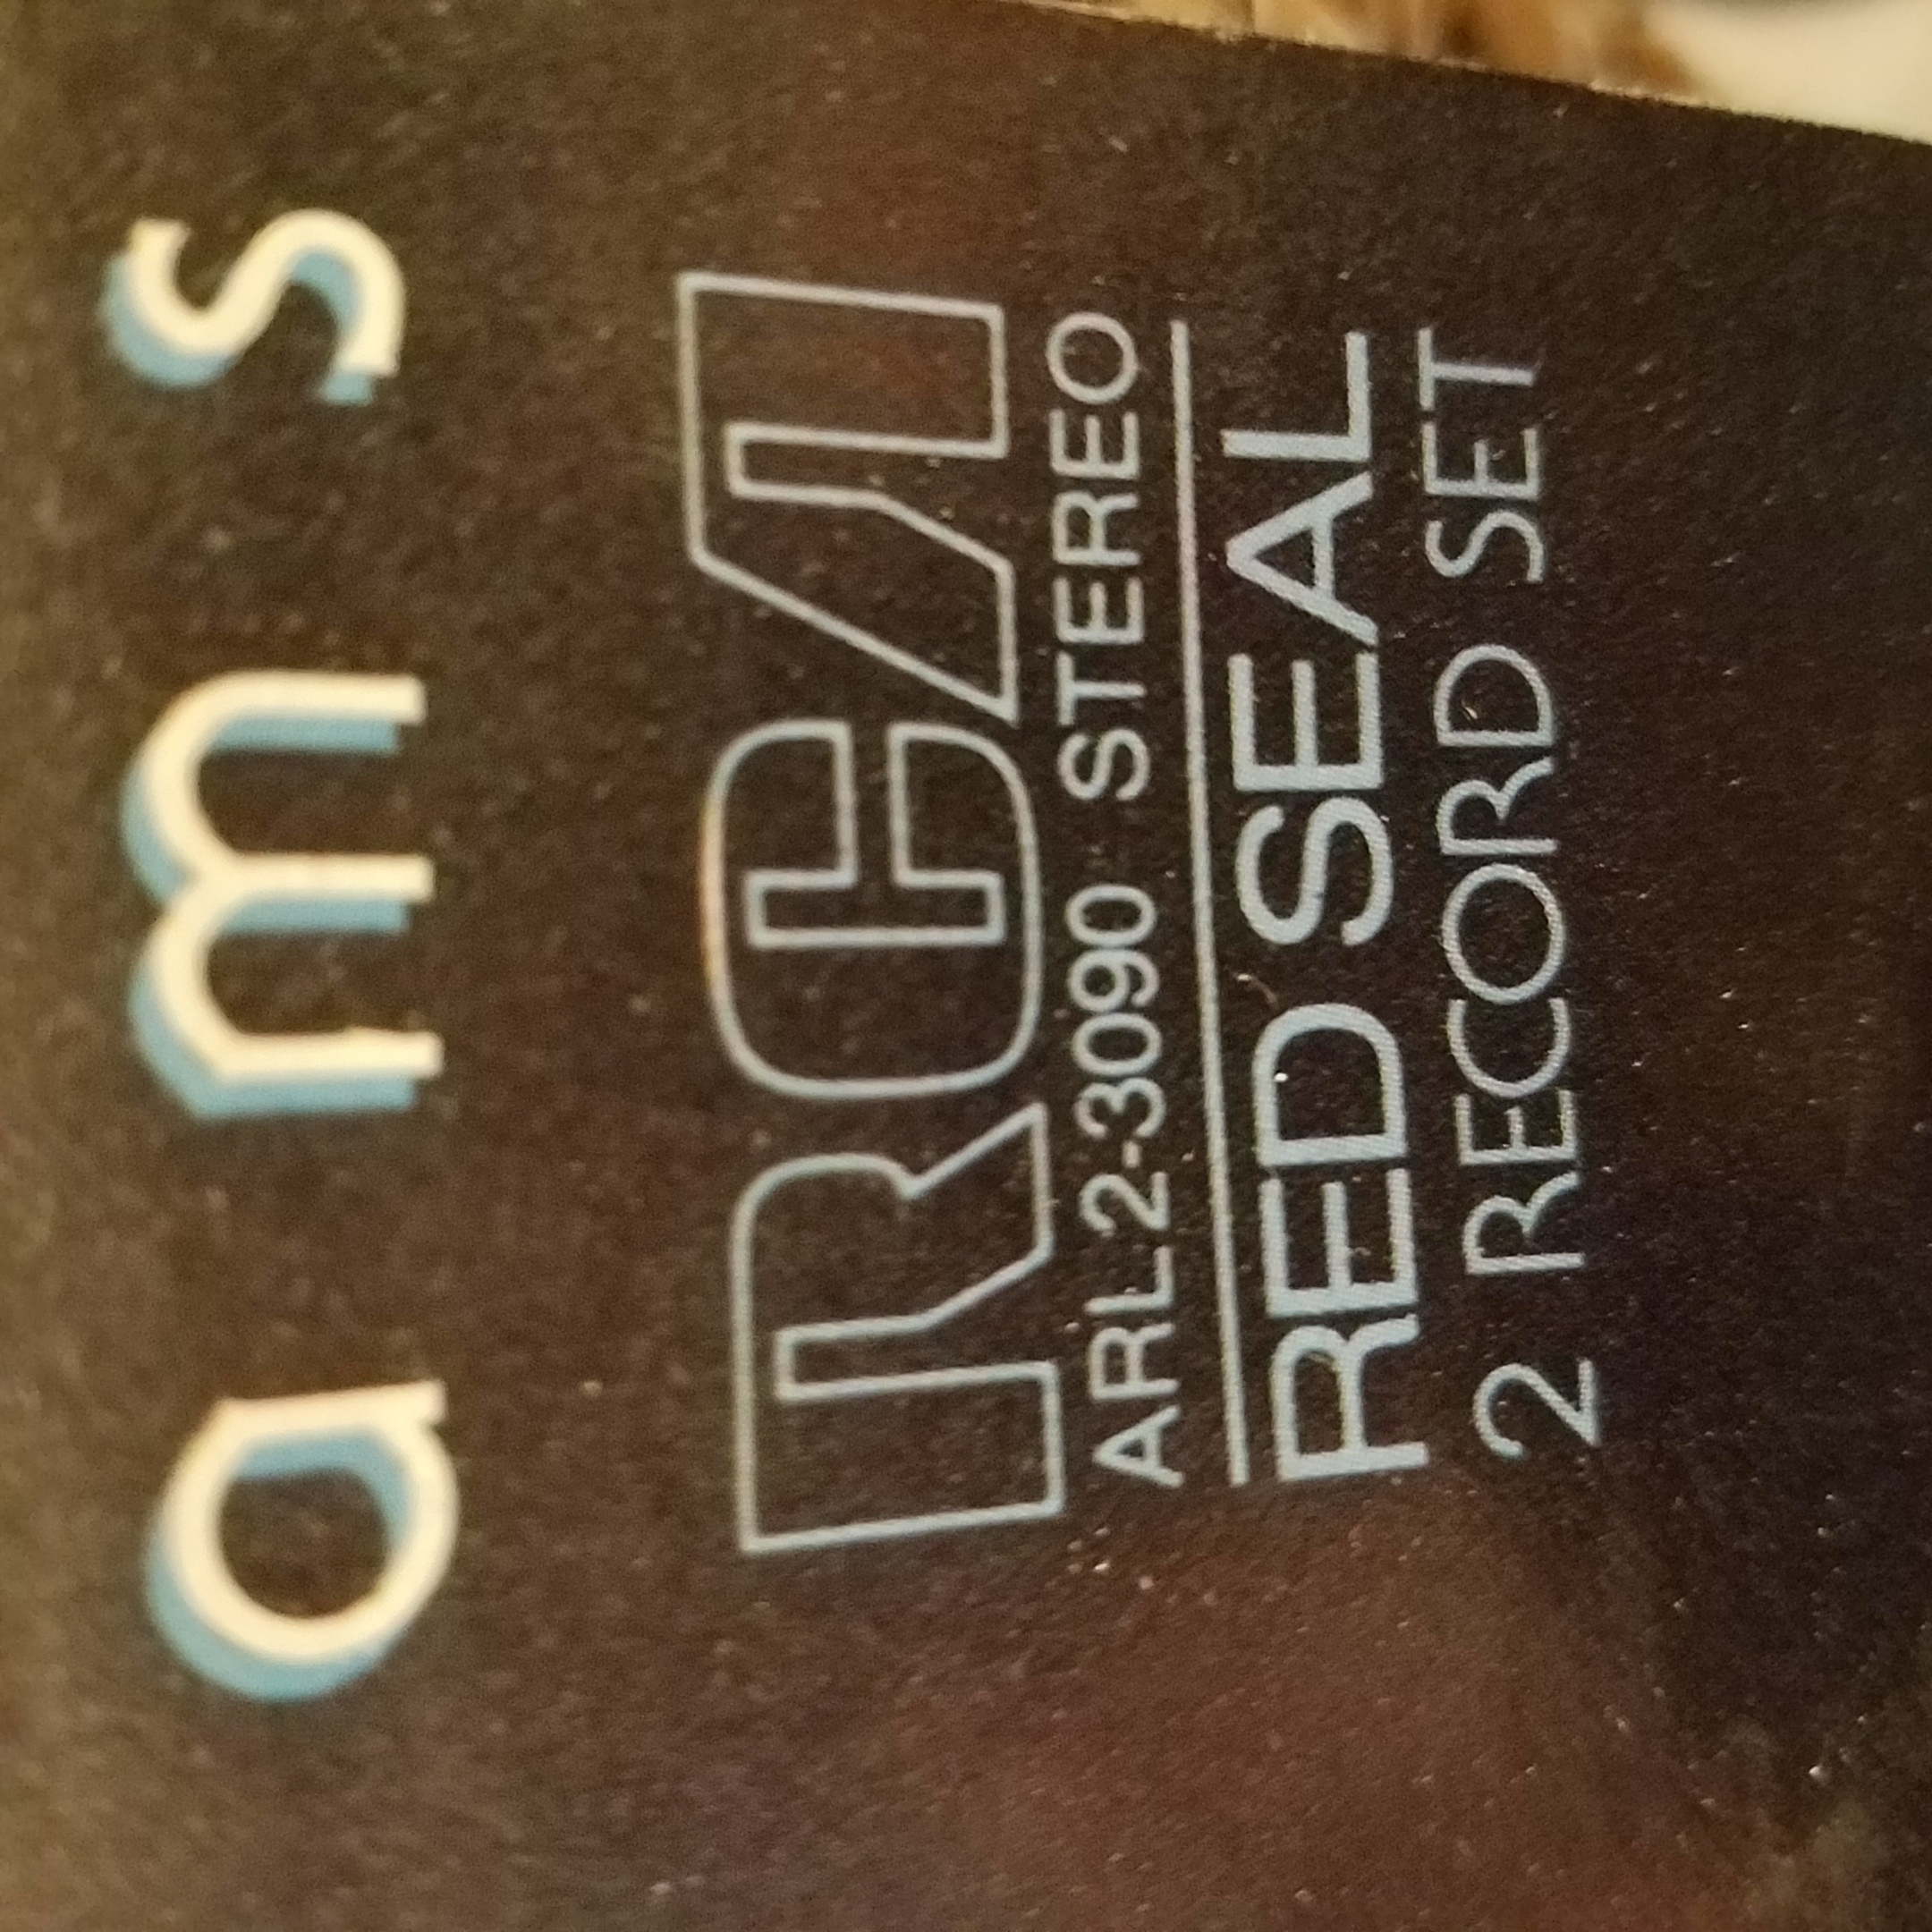 ams
RCA
ARL2-3090 STEREO
RED SEAL
2 RECORD SET